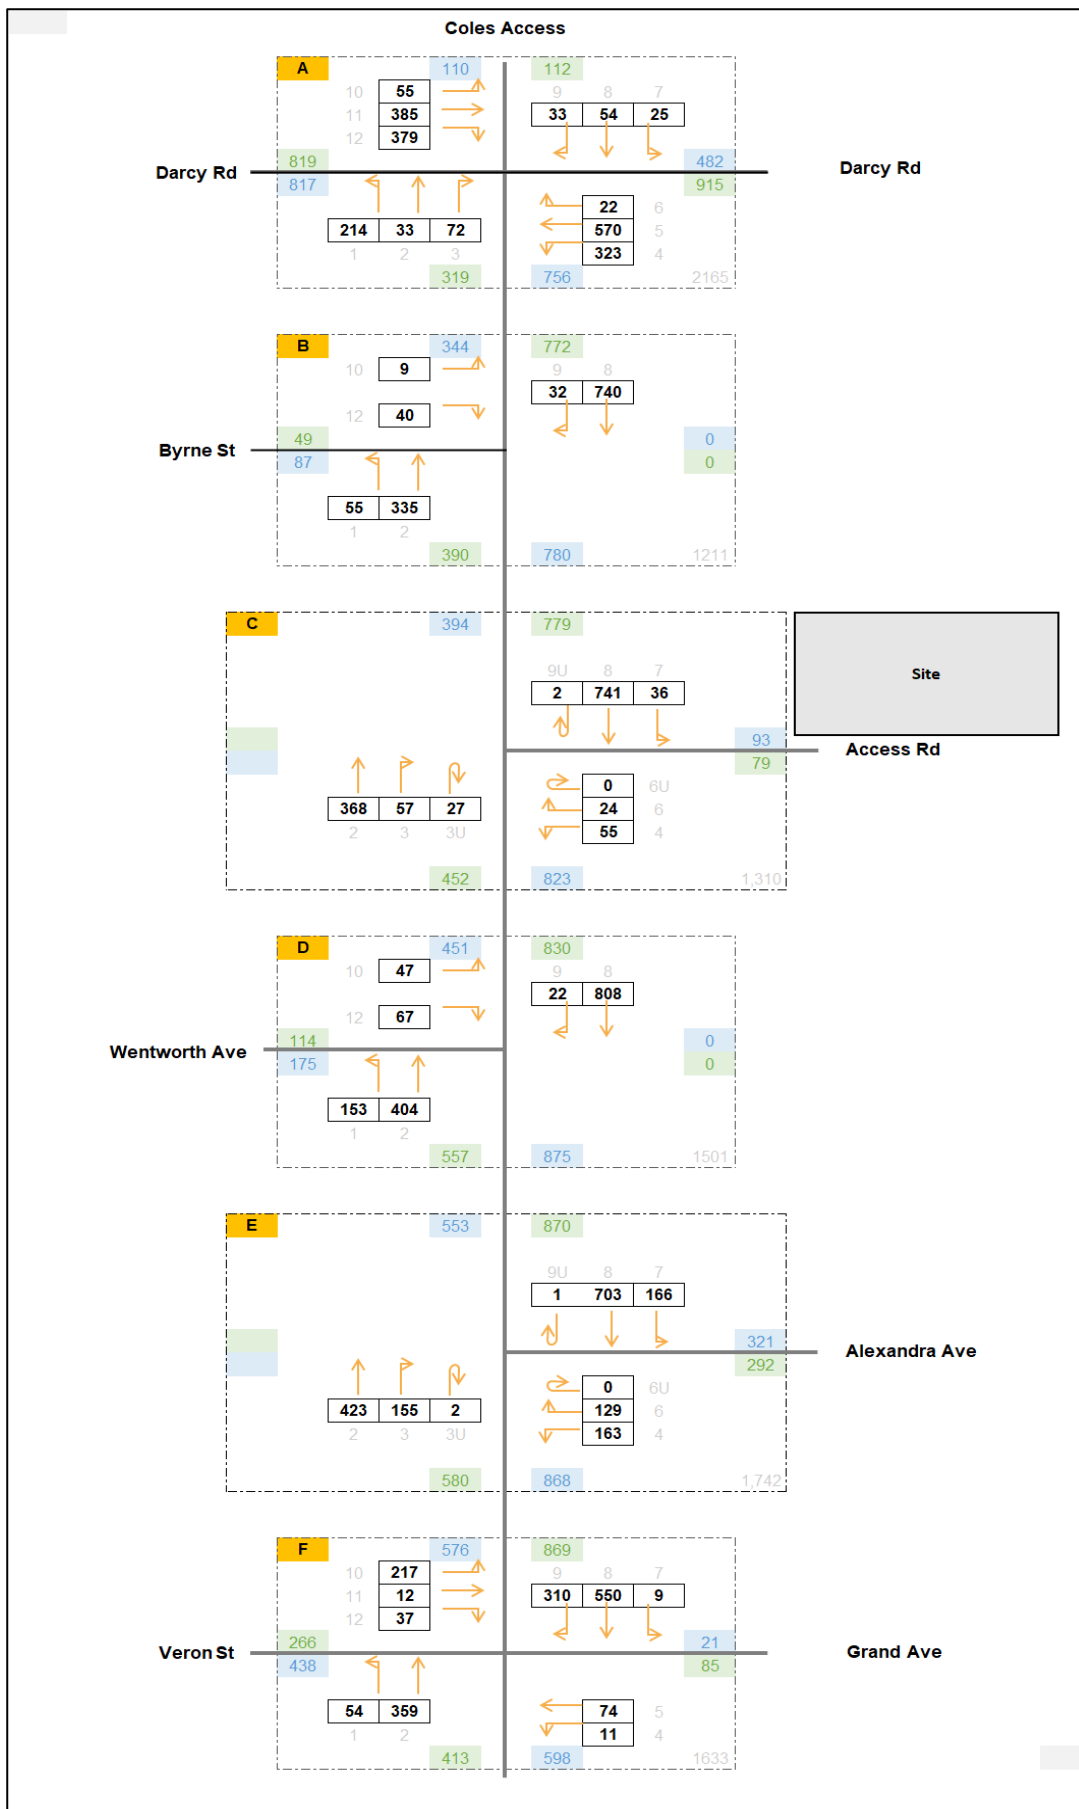 Coles Access
A 110 112
10 55 9 8 7
11 385 33 54 25
12 379
819 482
Darcy Rd Darcy Rd
817 915
22 6
214 33 72 570 5
1 2 3 323 4
319 756 2165
B 344 772
10 9 9 8
32 740
12 40
49 0
Byrne St
87 0
55 335
1 2
390 780 1211
C 394 779
9U 8 7 Site
2 741 36
93
Access Rd
79
0 6U
368 57 27 24 6
2 3 3U 55 4
452 823 1,310
D 451 830
10 47 9 8
22 808
12 67
114 0
Wentworth Ave
175 0
153 404
1 2
557 875 1501
E 553 870
9U 8 7
1 703 166
321
Alexandra Ave
292
0 6U
423 155 2 129 6
2 3 3U 163 4
580 868 1,742
F 576 869
10 217 9 8 7
11 12 310 550 9
12 37
266 21
Veron St Grand Ave
438 85
54 359 74 5
1 2 11 4
413 598 1633